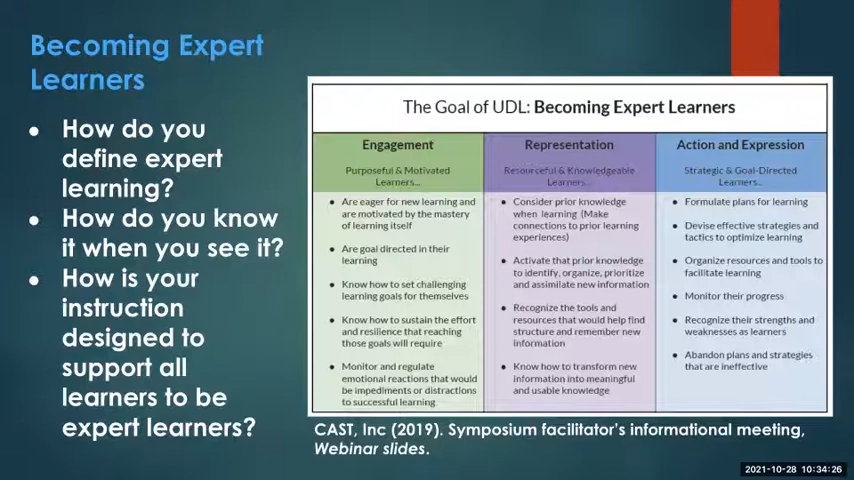 Becoming Expert
Learners
● How do you
define expert
learning?
● How do you know
it when you see it?
● How is your
instruction
designed to
support all
learners to be
expert learners?
The Goal of UDL: Becoming Expert Learners
Engagement
Purposeful & Motivated
Learners...
● Are eager for new learning and
are motivated by the mastery
of learning itself
● Are goal directed in their
learning
● Know how to set challenging
learning goals for themselves
● Know how to sustain the effort
and resilience that reaching
those goals will require
● Monitor and regulate
emotional reactions that would
be impediments or distractions
to successful learning
Representation
Resourceful & Knowledgeable
Learners...
● Consider prior knowledge
when learning (Make
connections to prior learning
experiences)
● Activate that prior knowledge
to identify, organize, prioritize
and assimilate new information
● Recognize the tools and
resources that would help find
structure and remember new
information
● Know how to transform new
information into meaningful
and usable knowledge
Action and Expression
Strategic & Goal-Directed
Learners...
● Formulate plans for learning
● Devise effective strategies and
tactics to optimize learning
● Organize resources and tools to
facilitate learning
● Monitor their progress
● Recognize their strengths and
weaknesses as learners
● Abandon plans and strategies
that are ineffective
CAST, Inc (2019). Symposium facilitator's informational meeting,
Webinar slides.
2021-10-28 10:34:26